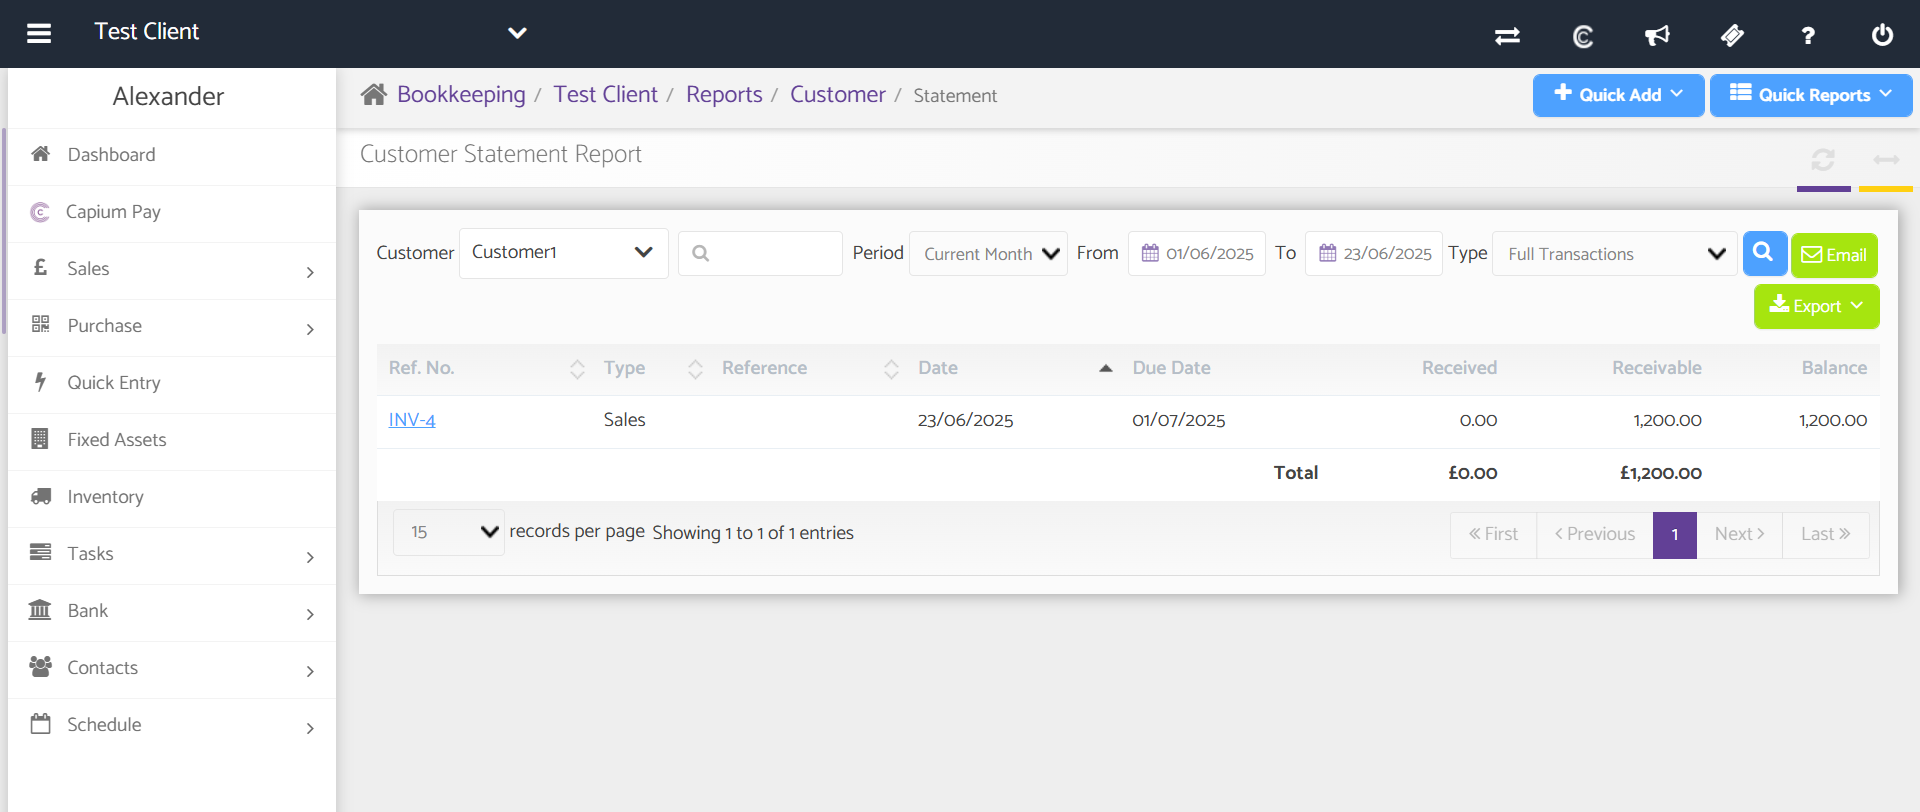 Test Client
Alexander
Bookkeeping / Test Client / Reports / Customer / Statement
Quick Add
Quick Reports
Dashboard
Capium Pay
Sales
Purchase
Quick Entry
Fixed Assets
Inventory
Tasks
Bank
Contacts
Schedule
Customer Statement Report
Customer Customer1 Period Current Month From 01/06/2025 To 23/06/2025 Type Full Transactions Email
Export
Ref. No. Type Reference Date Due Date Received Receivable Balance
INV-4 Sales 23/06/2025 01/07/2025 0.00 1,200.00 1,200.00
Total £0.00 £1,200.00
15 records per page Showing 1 to 1 of 1 entries
« First ‹ Previous 1 Next › Last »